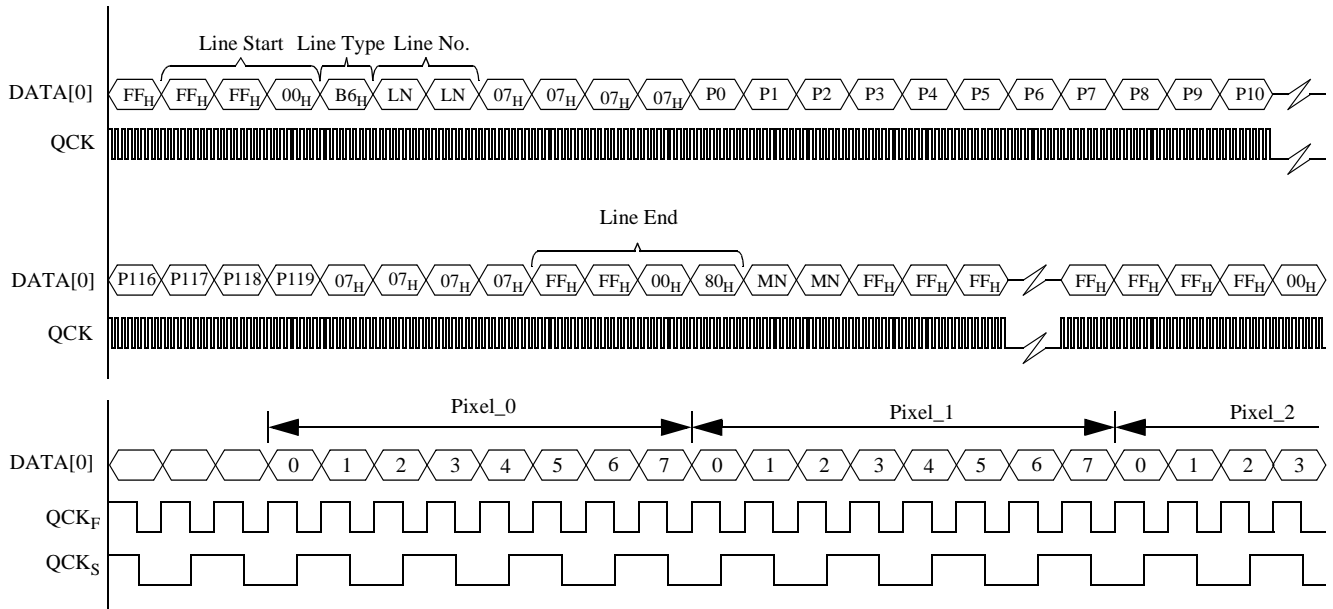 Line Start Line Type Line No.
DATA[0] FFH FFH FFH 00H B6H LN LN 07H 07H 07H 07H P0 P1 P2 P3 P4 P5 P6 P7 P8 P9 P10
QCK
Line End
DATA[0] P116 P117 P118 P119 07H 07H 07H 07H FFH FFH 00H 80H MN MN FFH FFH FFH FFH FFH FFH FFH 00H
QCK
Pixel_0 Pixel_1 Pixel_2
DATA[0] 0 1 2 3 4 5 6 7 0 1 2 3 4 5 6 7 0 1 2 3
QCKF
QCKS